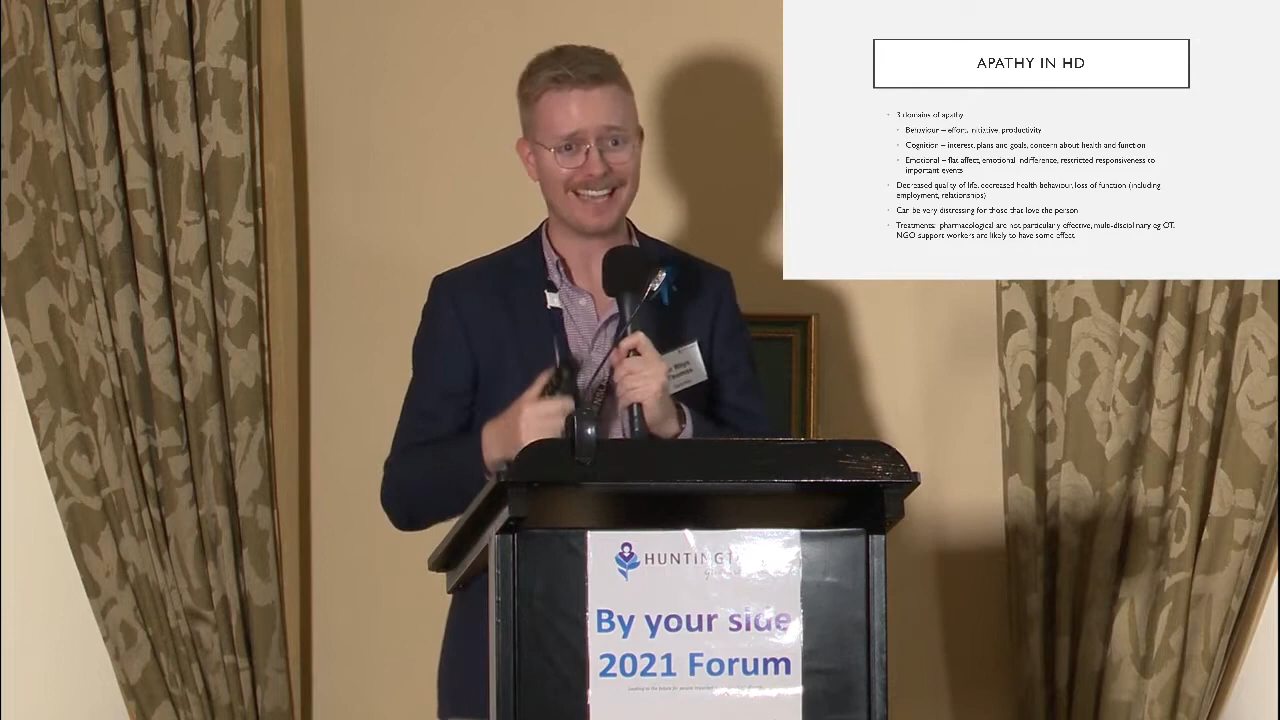 APATHY IN HD
3 domains of apathy
Behaviour – effort, initiative, productivity
Cognition – interest, plans and goals, concern about health and function
Emotional – flat affect, emotional indifference, restricted responsiveness to
important events
Decreased quality of life, decreased health behaviour, loss of function (including
employment, relationships)
Can be very distressing for those that love the person
Treatments: pharmacological are not particularly effective, multi-disciplinary eg OT,
NGO support workers are likely to have some effect
Rhys
Thomas
HUNTINGT
By your side
2021 Forum